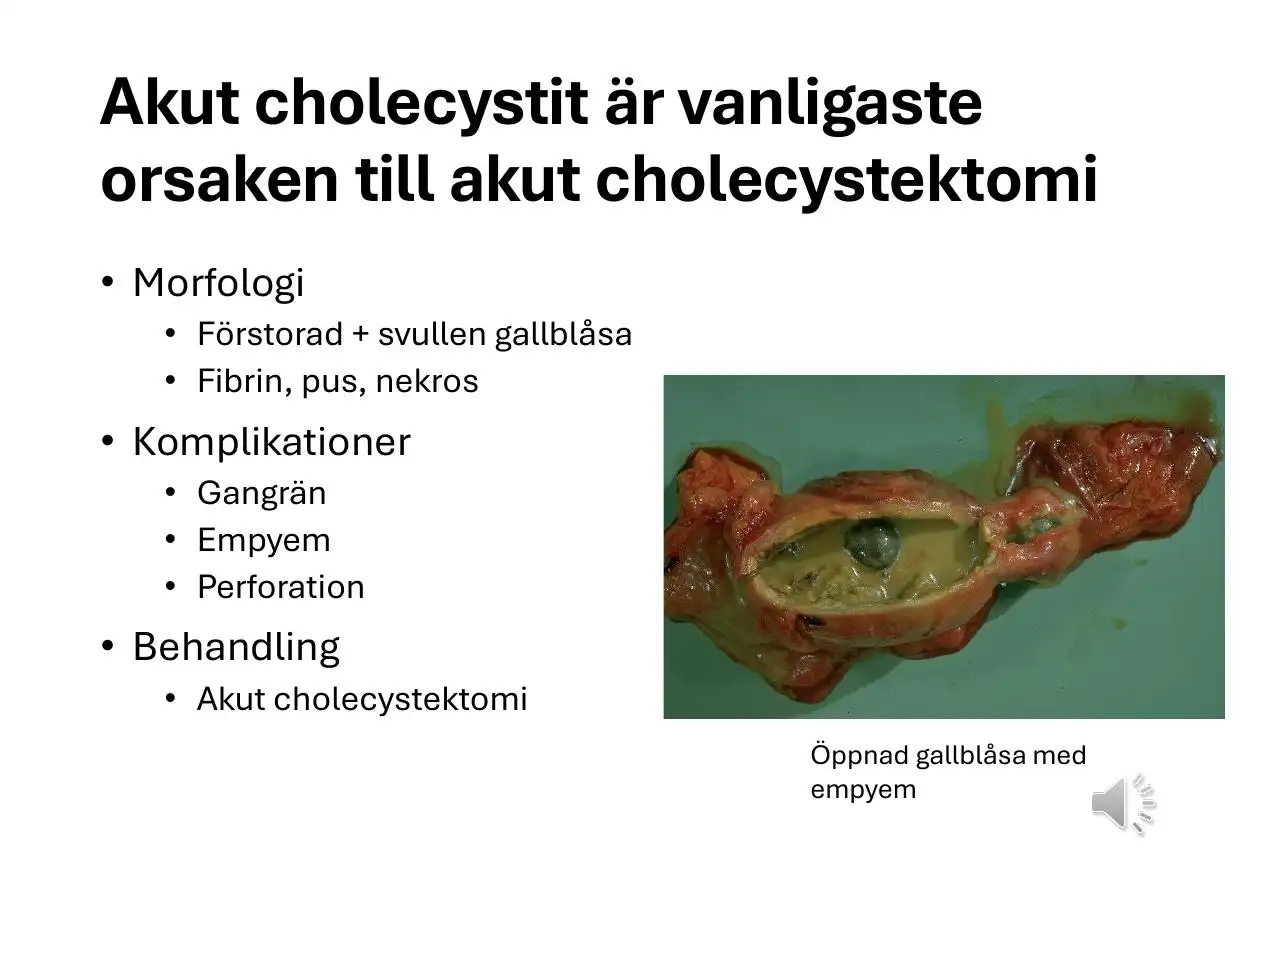 Akut cholecystit är vanligaste
orsaken till akut cholecystektomi
• Morfologi
• Förstorad + svullen gallblåsa
• Fibrin, pus, nekros
• Komplikationer
• Gangrän
• Empyem
• Perforation
• Behandling
• Akut cholecystektomi
Öppnad gallblåsa med
empyem